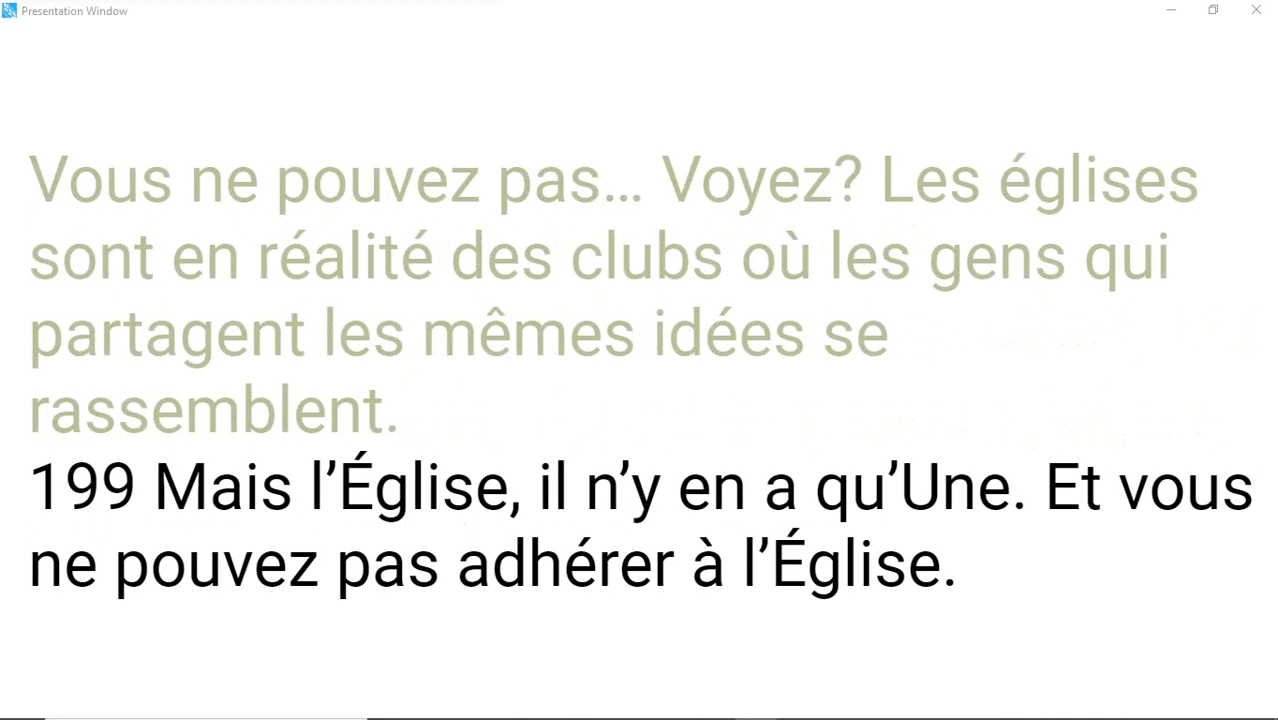 Presentation Window
Vous ne pouvez pas… Voyez? Les églises
sont en réalité des clubs où les gens qui
partagent les mêmes idées se
rassemblent.
199 Mais l’Église, il n’y en a qu’Une. Et vous
ne pouvez pas adhérer à l’Église.